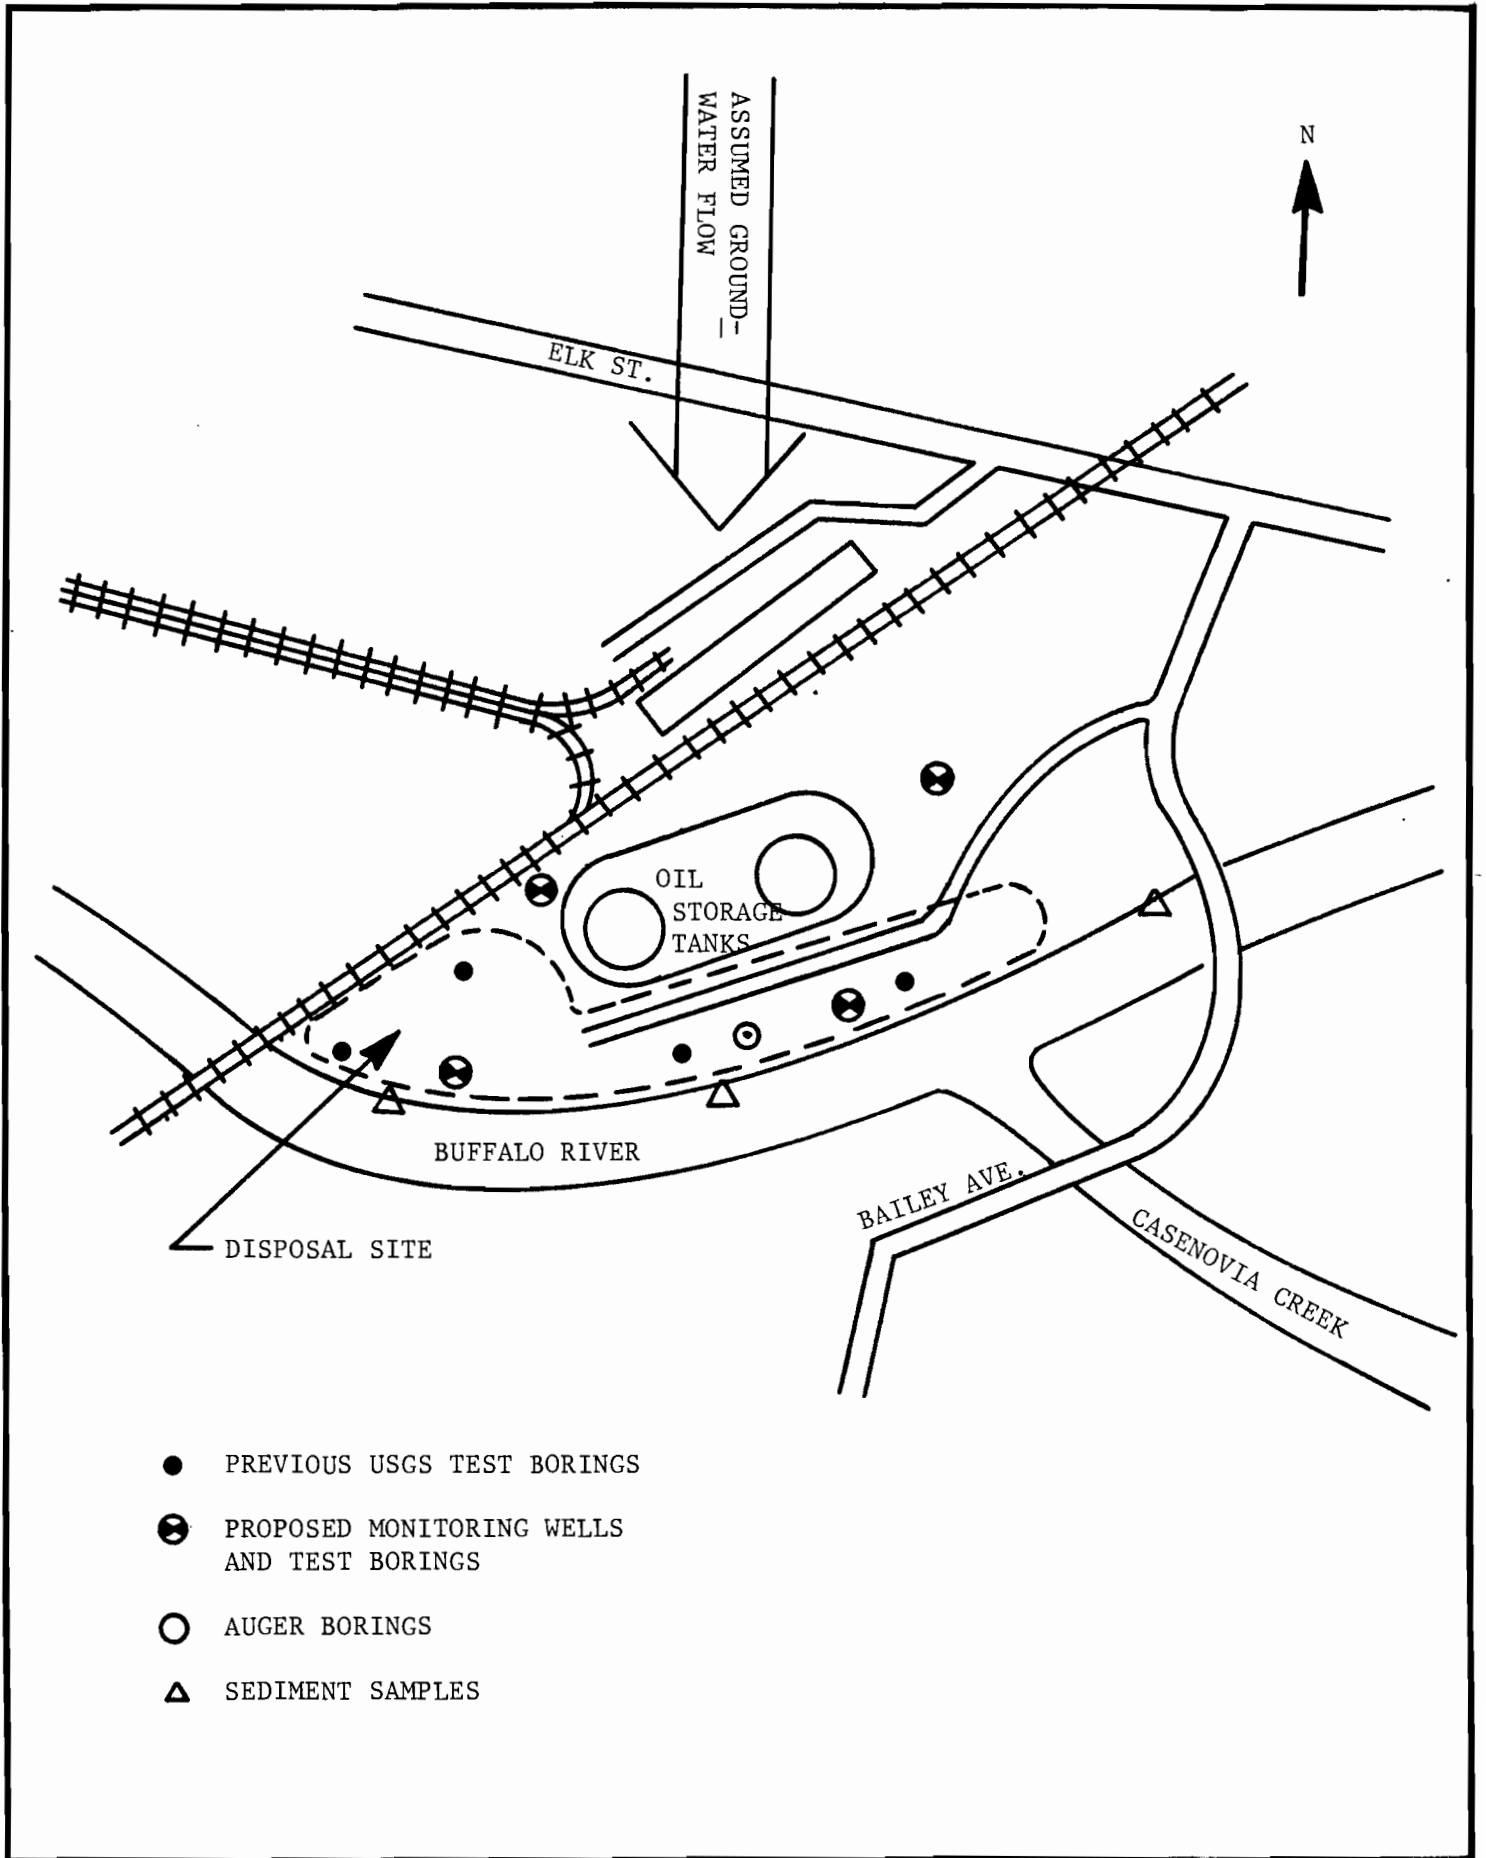 ASSUMED GROUND-
WATER FLOW
N
ELK ST.
OIL
STORAGE
TANKS
BUFFALO RIVER
BAILEY AVE.
CASENOVIA CREEK
DISPOSAL SITE
PREVIOUS USGS TEST BORINGS
PROPOSED MONITORING WELLS
AND TEST BORINGS
AUGER BORINGS
SEDIMENT SAMPLES